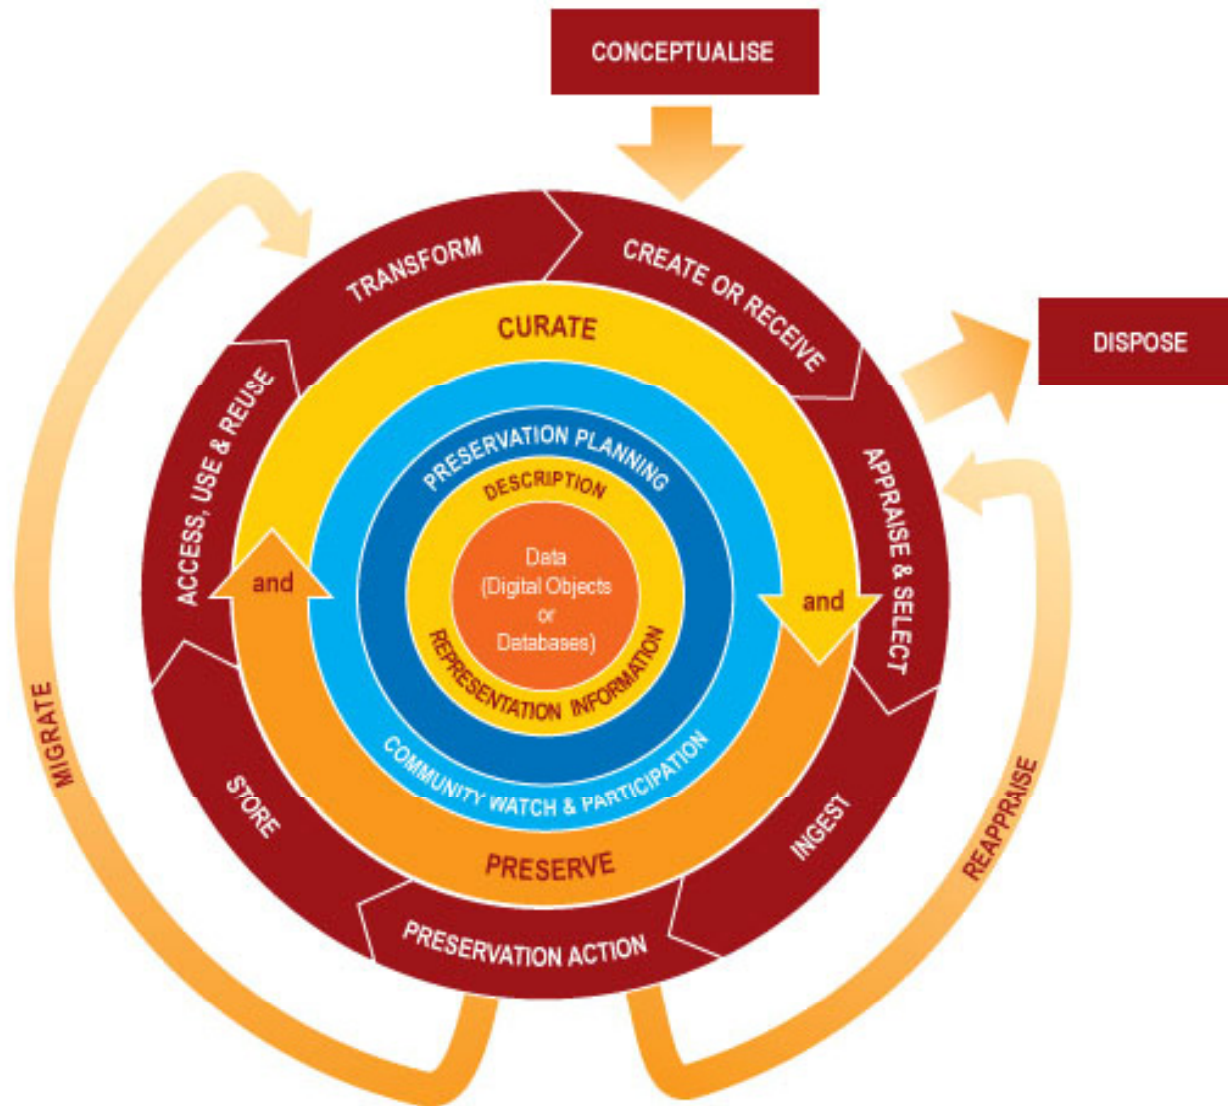 CONCEPTUALISE
TRANSFORM
CREATE OR RECEIVE
DISPOSE
CURATE
ACCESS, USE & REUSE
APPRAISE & SELECT
PRESERVATION PLANNING
DESCRIPTION
Data
(Digital Objects
or
Databases)
and
and
REPRESENTATION INFORMATION
COMMUNITY WATCH & PARTICIPATION
MIGRATE
STORE
INGEST
REAPPRAISE
PRESERVE
PRESERVATION ACTION